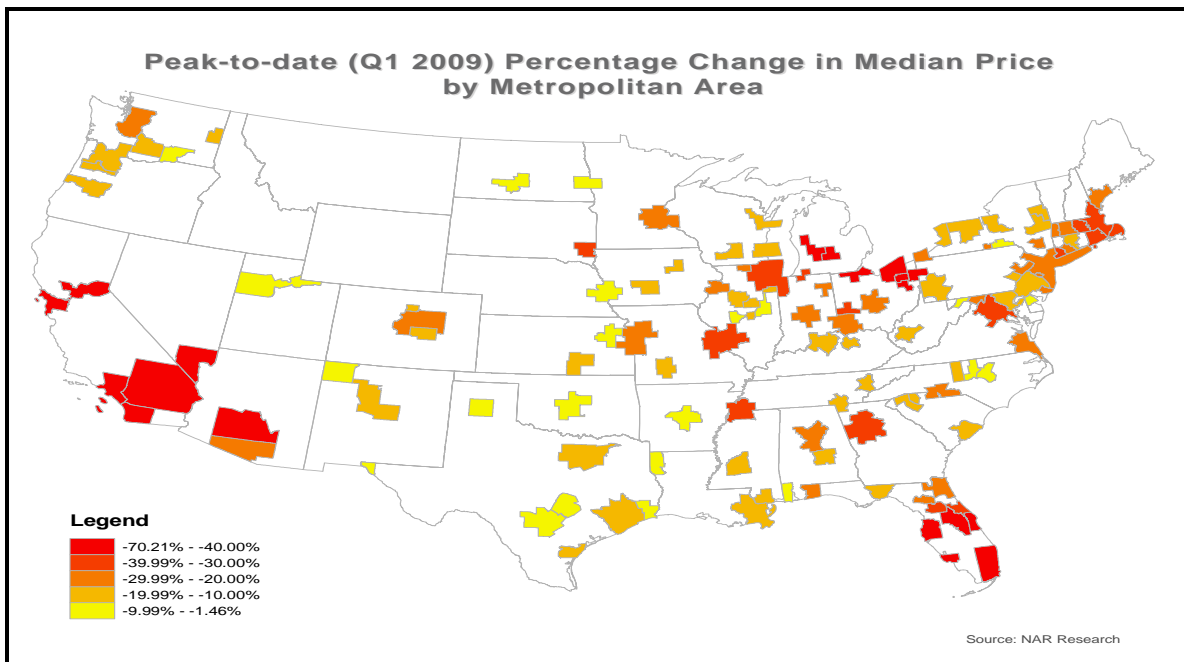 Peak-to-date (Q1 2009) Percentage Change in Median Price
by Metropolitan Area
Legend
-70.21% - -40.00%
-39.99% - -30.00%
-29.99% - -20.00%
-19.99% - -10.00%
-9.99% - -1.46%
Source: NAR Research